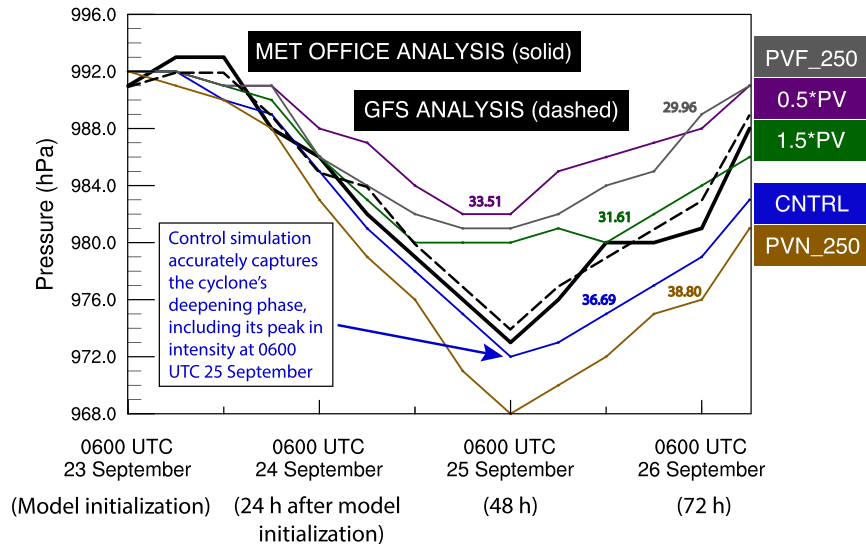 996.0
992.0
988.0
984.0
980.0
976.0
972.0
968.0
Pressure (hPa)
MET OFFICE ANALYSIS (solid)
GFS ANALYSIS (dashed)
29.96
33.51
31.61
36.69
38.80
Control simulation
accurately captures
the cyclone's
deepening phase,
including its peak in
intensity at 0600
UTC 25 September
PVF_250
0.5*PV
1.5*PV
CNTRL
PVN_250
0600 UTC
23 September
(Model initialization)
0600 UTC
24 September
(24 h after model
initialization)
0600 UTC
25 September
(48 h)
0600 UTC
26 September
(72 h)